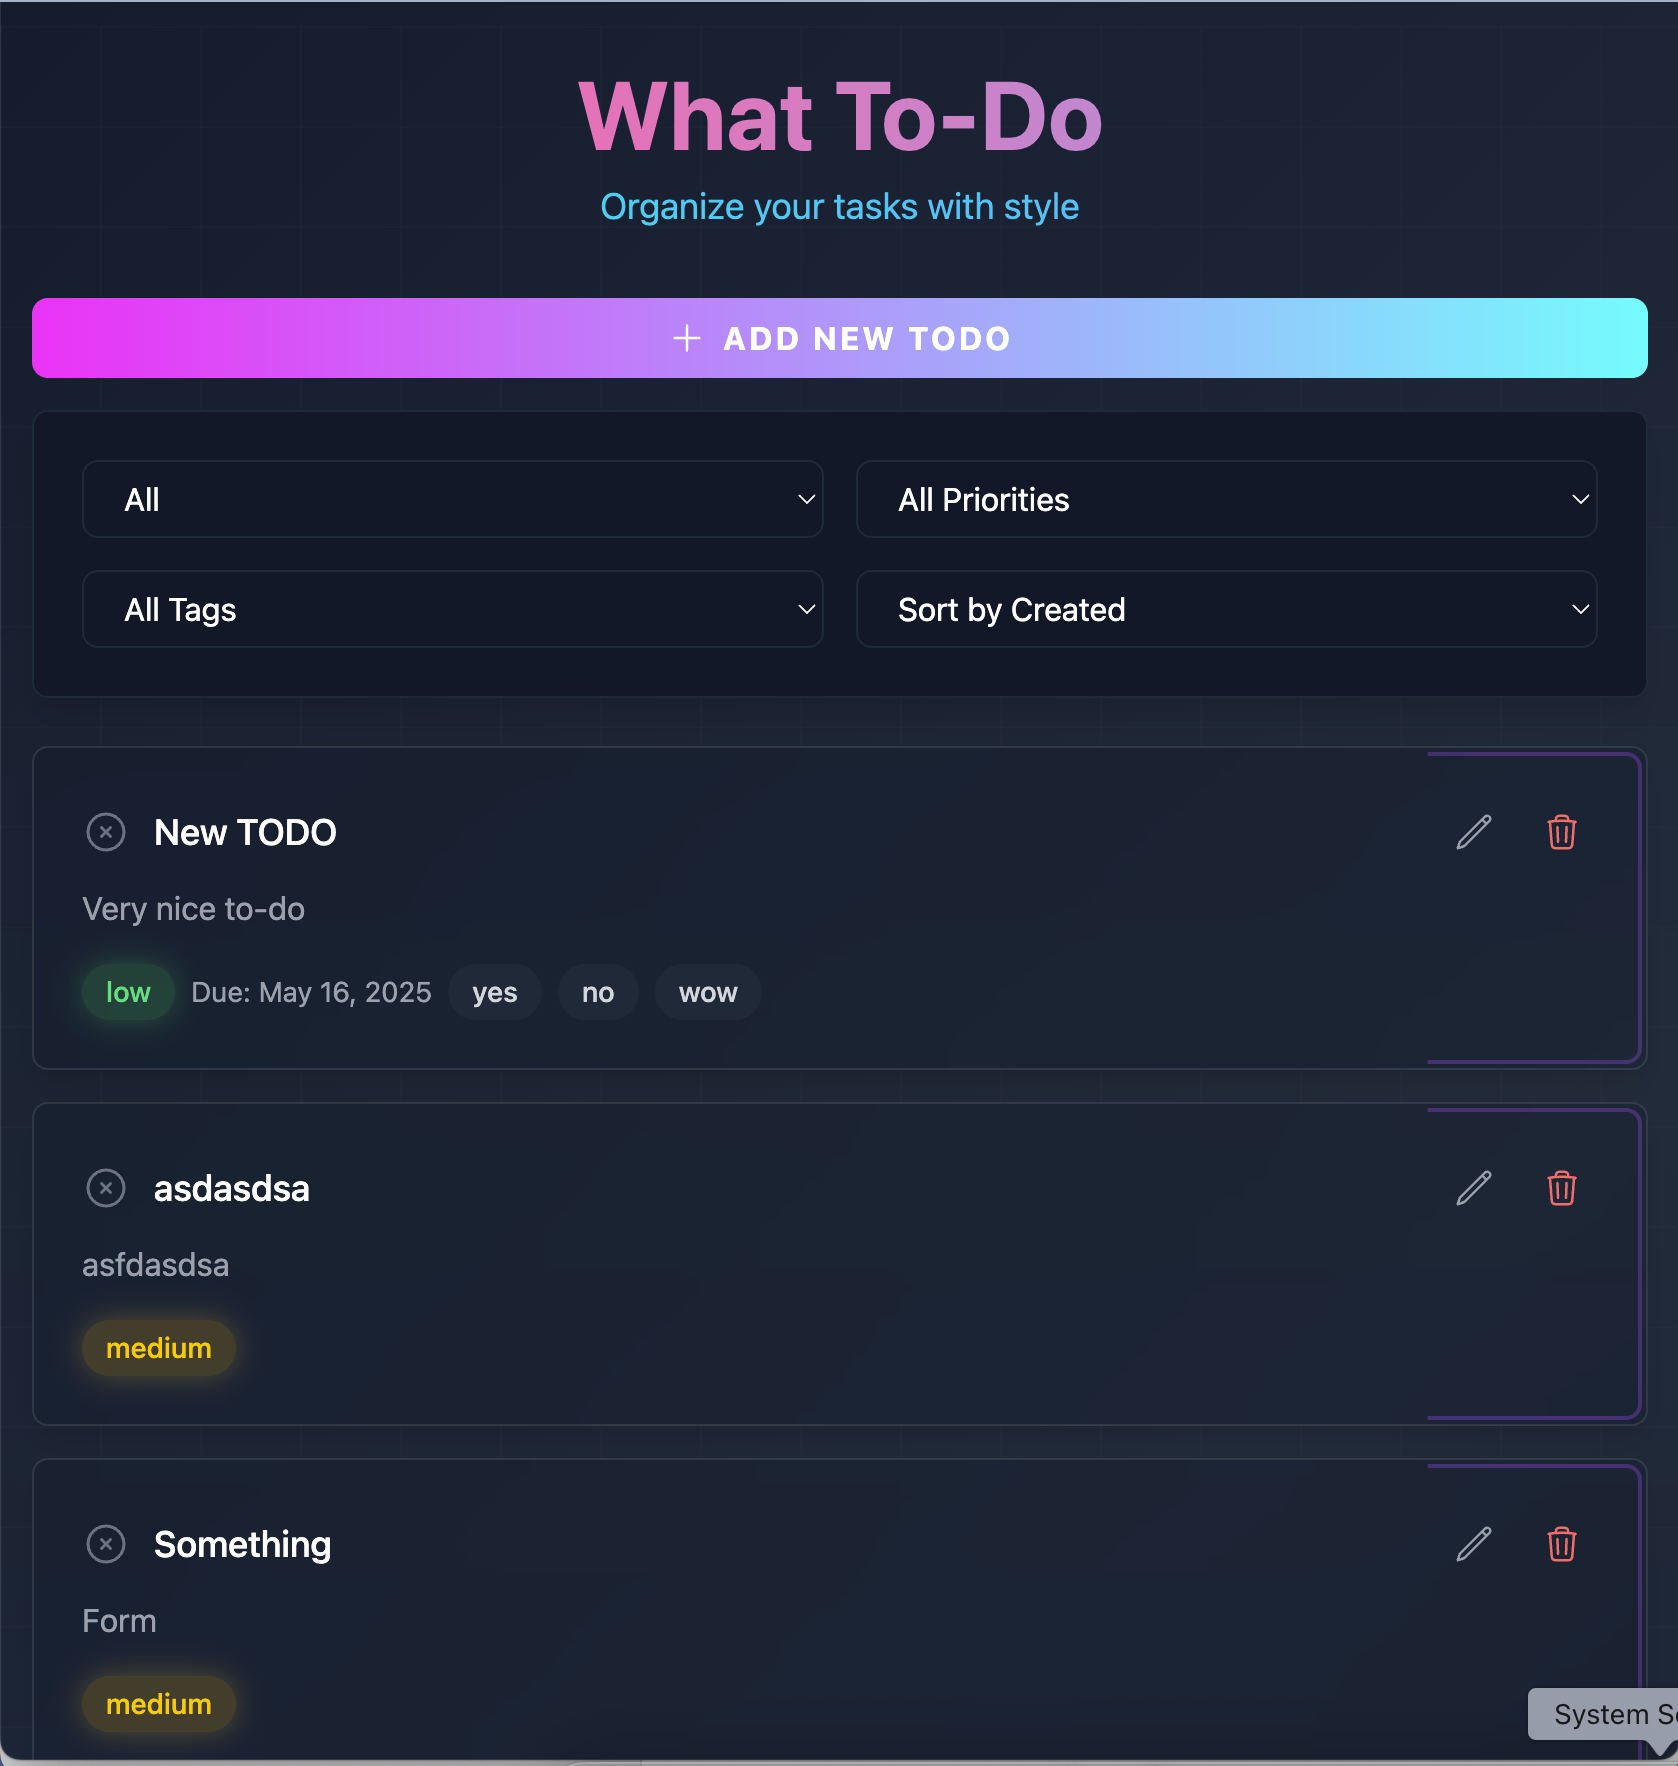 What To-Do
Organize your tasks with style
ADD NEW TODO
All
All Priorities
All Tags
Sort by Created
New TODO
Very nice to-do
low Due: May 16, 2025 yes no wow
asdasdsa
asfdasdsa
medium
Something
Form
medium
System